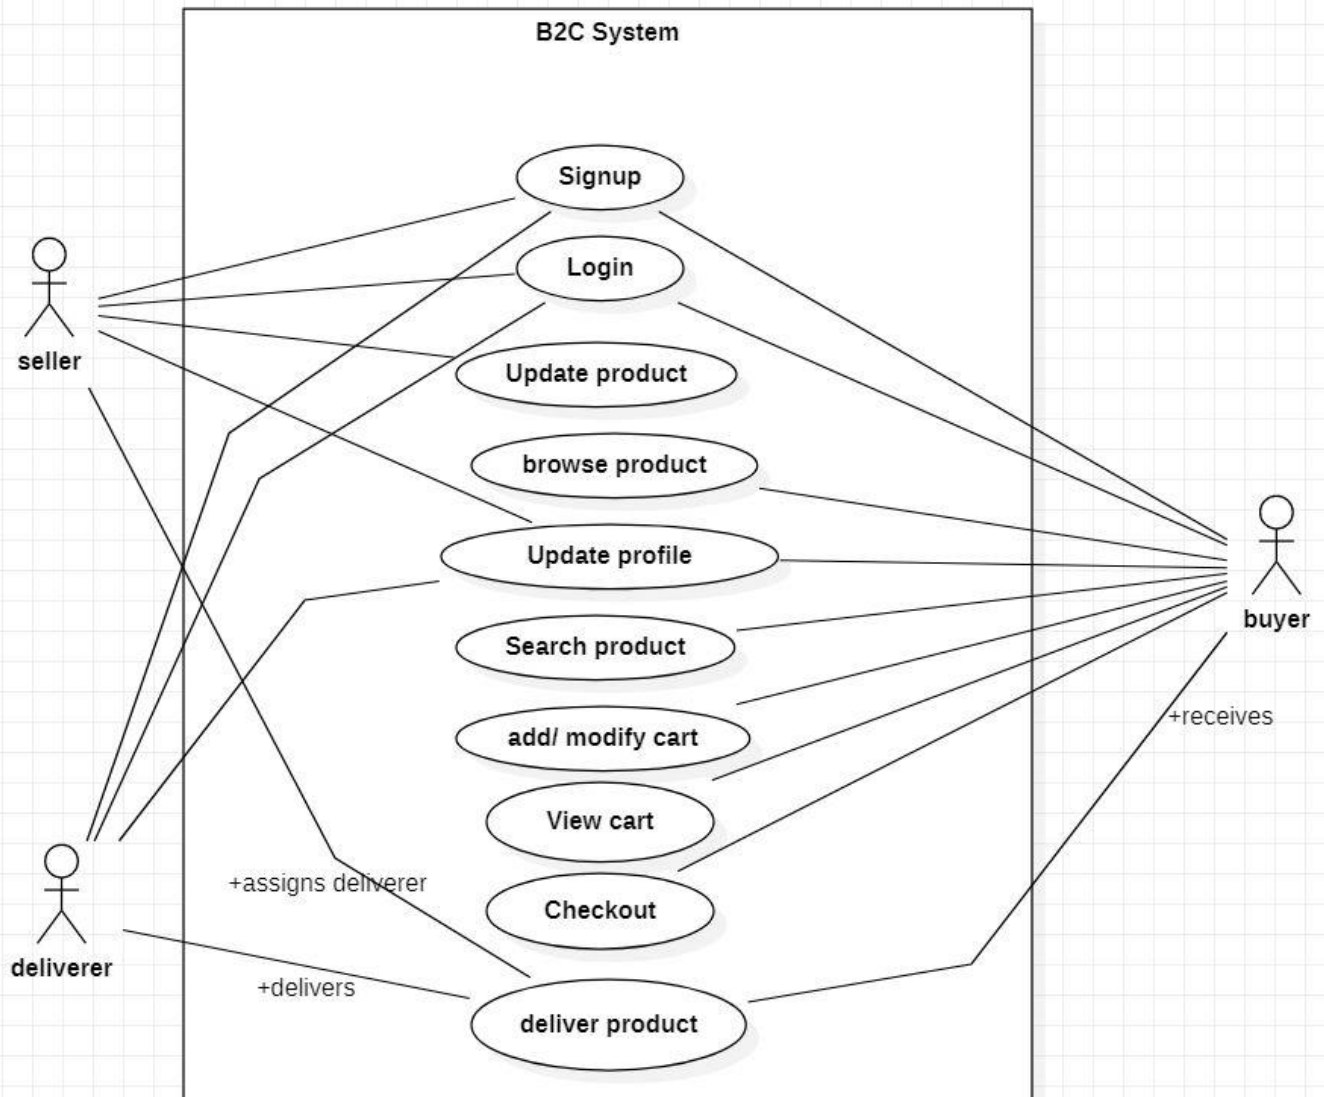 B2C System
Signup
Login
seller
Update product
browse product
Update profile
buyer
Search product
+receives
add/ modify cart
View cart
+assigns deliverer
Checkout
deliverer
+delivers
deliver product